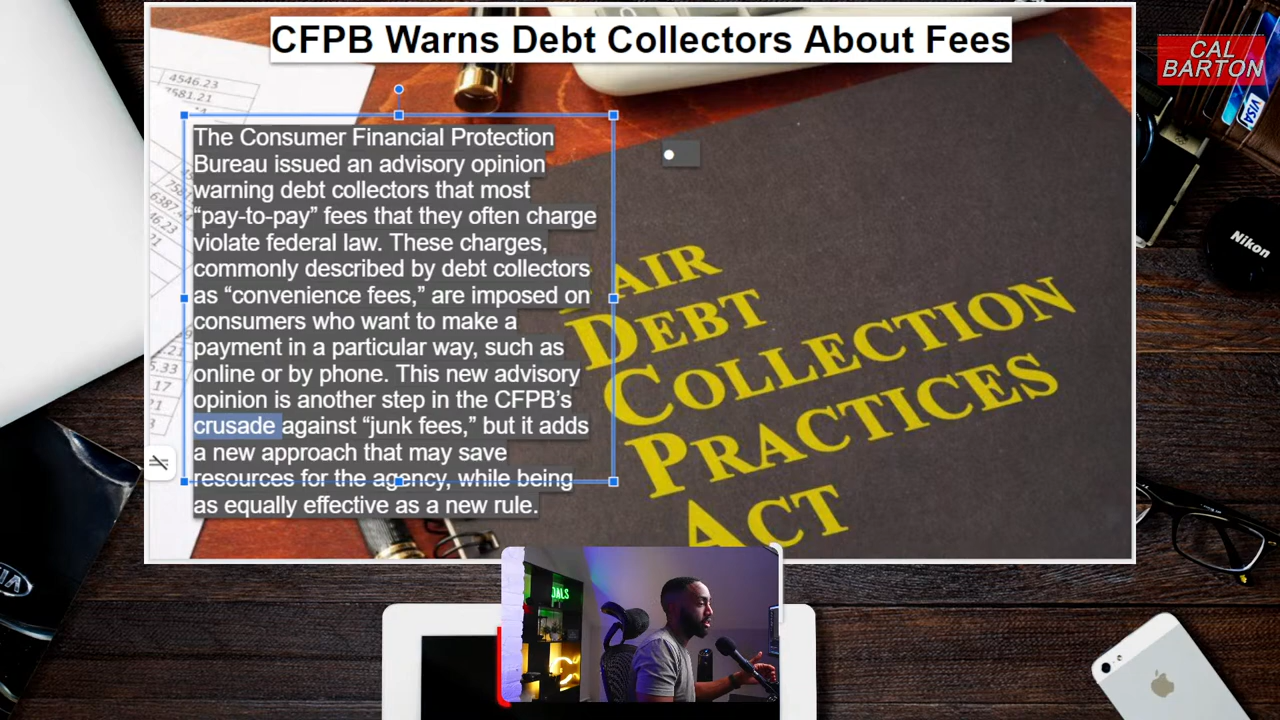 CFPB Warns Debt Collectors About Fees
CAL
BARTON
4546.23
7581.21
The Consumer Financial Protection
Bureau issued an advisory opinion
warning debt collectors that most
“pay-to-pay” fees that they often charge
violate federal law. These charges,
commonly described by debt collectors
as “convenience fees,” are imposed on
consumers who want to make a
payment in a particular way, such as
online or by phone. This new advisory
opinion is another step in the CFPB’s
crusade against “junk fees,” but it adds
a new approach that may save
resources for the agency, while being
as equally effective as a new rule.
AIR
DEBT
COLLECTION
PRACTICES
ACT
VISA
Nikon